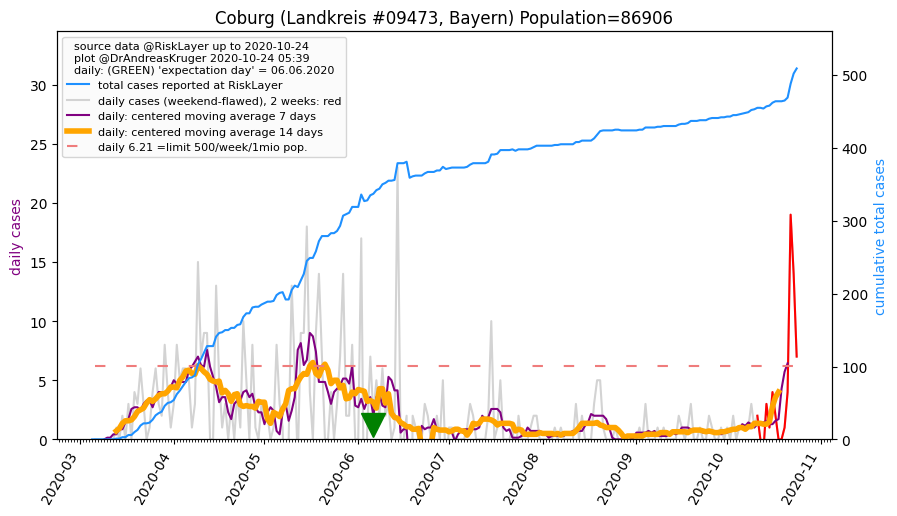 Coburg (Landkreis #09473, Bayern) Population=86906
source data @RiskLayer up to 2020-10-24
plot @DrAndreasKruger 2020-10-24 05:39
daily: (GREEN) 'expectation day' = 06.06.2020
total cases reported at RiskLayer
daily cases (weekend-flawed), 2 weeks: red
daily: centered moving average 7 days
daily: centered moving average 14 days
daily 6.21 =limit 500/week/1mio pop.
daily cases
30
25
20
15
10
5
0
cumulative total cases
500
400
300
200
100
0
2020-03
2020-04
2020-05
2020-06
2020-07
2020-08
2020-09
2020-10
2020-11